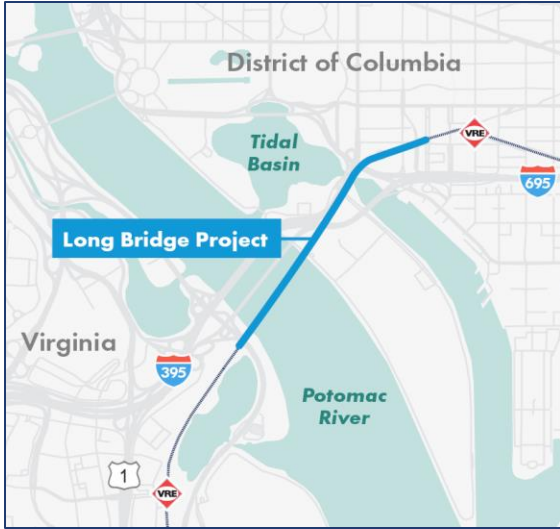 District of Columbia
VRE
Tidal
Basin
695
Long Bridge Project
Virginia
395
Potomac
River
1
VRE